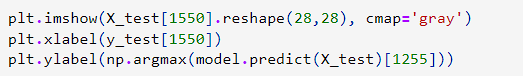 plt.imshow(X_test[1550].reshape(28,28), cmap='gray')
plt.xlabel(y_test[1550])
plt.ylabel(np.argmax(model.predict(X_test)[1255]))